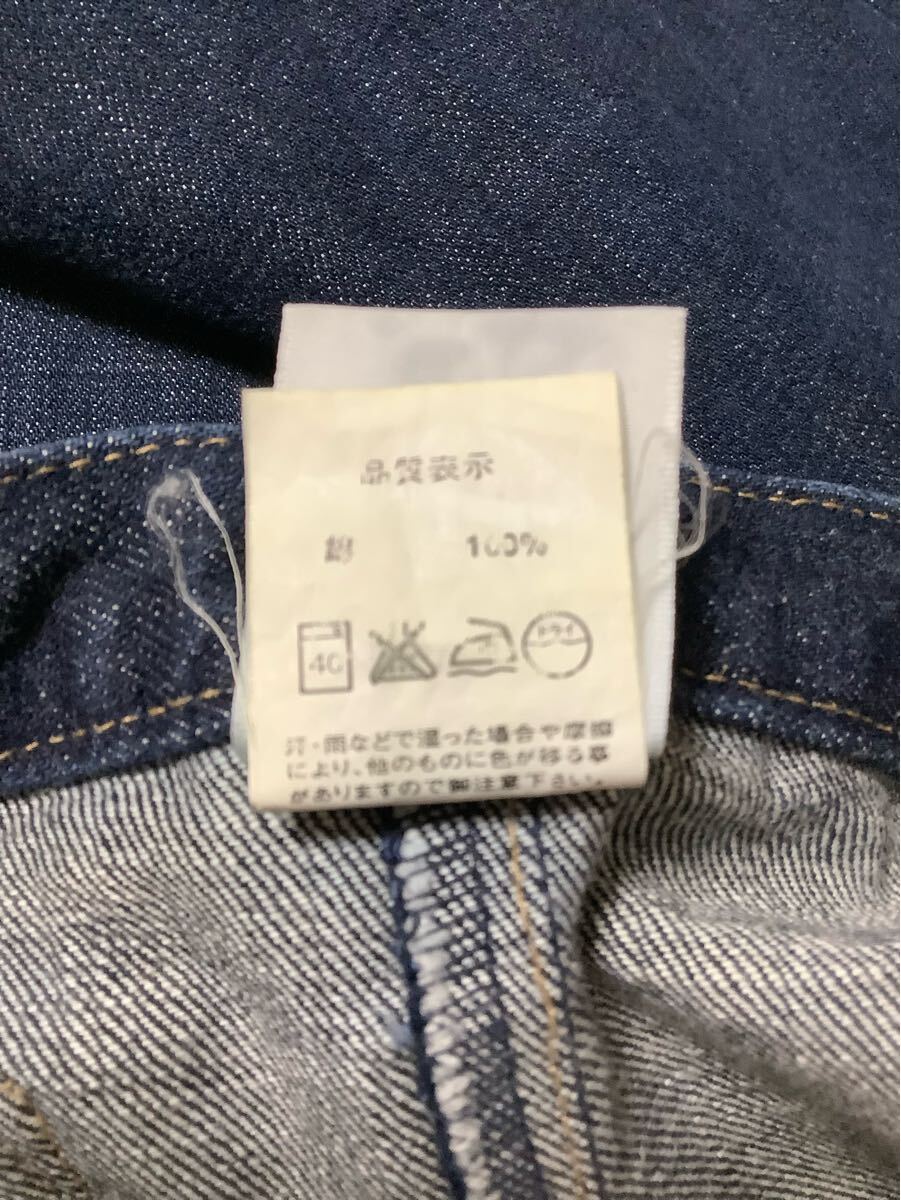 品質表示
綿 100%
40 ドライ
汗・雨などで湿った場合や摩擦
により、他のものに色が移る事
がありますので御注意下さい。